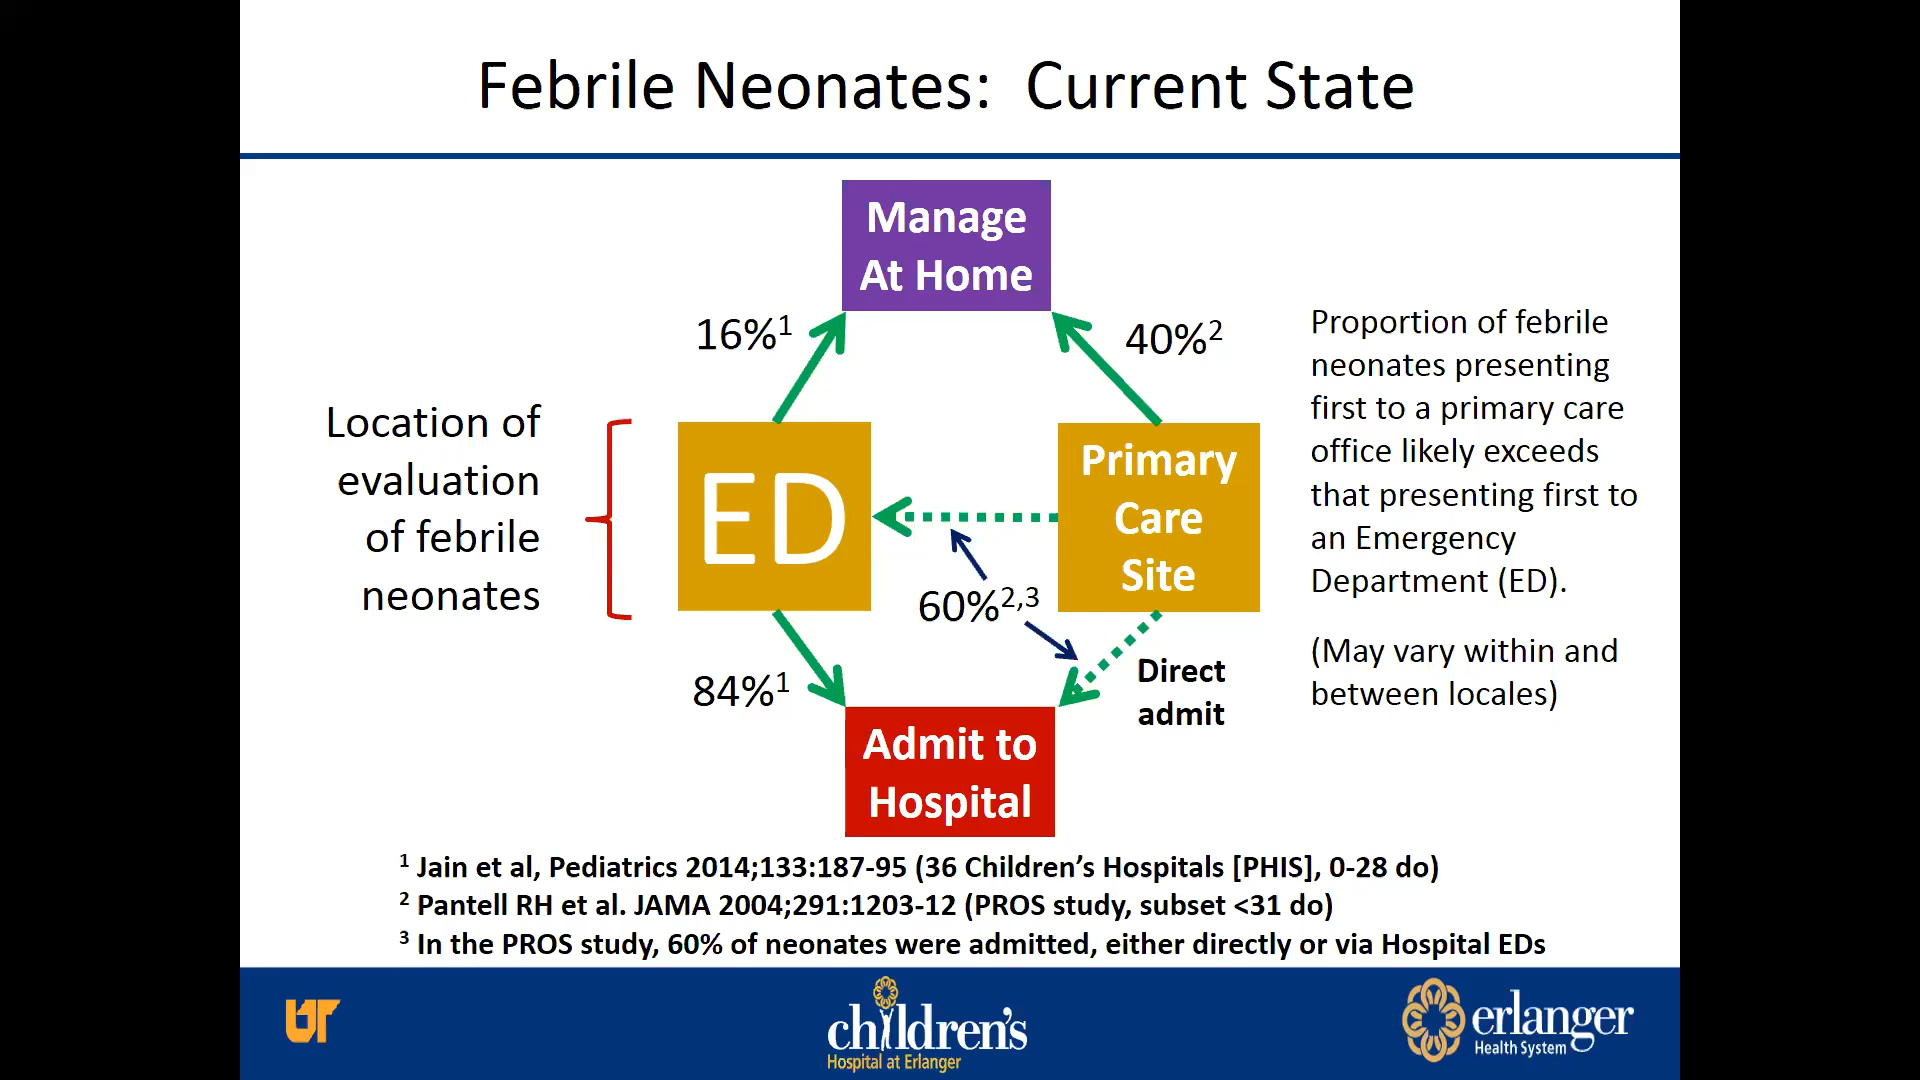 Febrile Neonates: Current State
Manage
At Home
16%1
40%2
Location of
evaluation
of febrile
neonates
ED
Primary
Care
Site
60%2,3
84%1
Direct
admit
Admit to
Hospital
Proportion of febrile
neonates presenting
first to a primary care
office likely exceeds
that presenting first to
an Emergency
Department (ED).
(May vary within and
between locales)
1 Jain et al, Pediatrics 2014;133:187-95 (36 Children’s Hospitals [PHIS], 0-28 do)
2 Pantell RH et al. JAMA 2004;291:1203-12 (PROS study, subset <31 do)
3 In the PROS study, 60% of neonates were admitted, either directly or via Hospital EDs
UT
children's
Hospital at Erlanger
erlanger
Health System